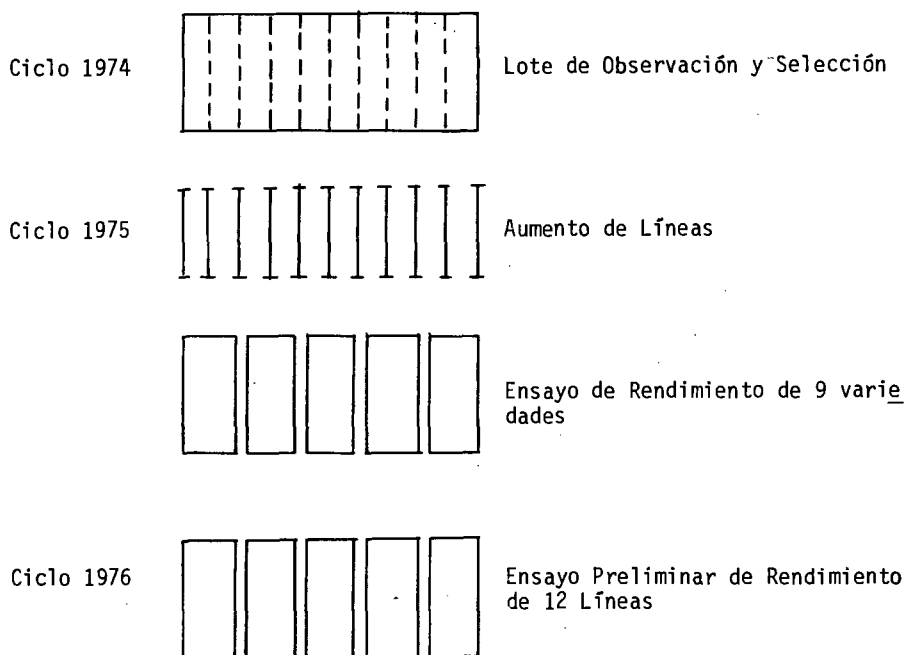 Ciclo 1974
Lote de Observación y Selección
Ciclo 1975
Aumento de Líneas
Ensayo de Rendimiento de 9 varie
dades
Ciclo 1976
Ensayo Preliminar de Rendimiento
de 12 Líneas